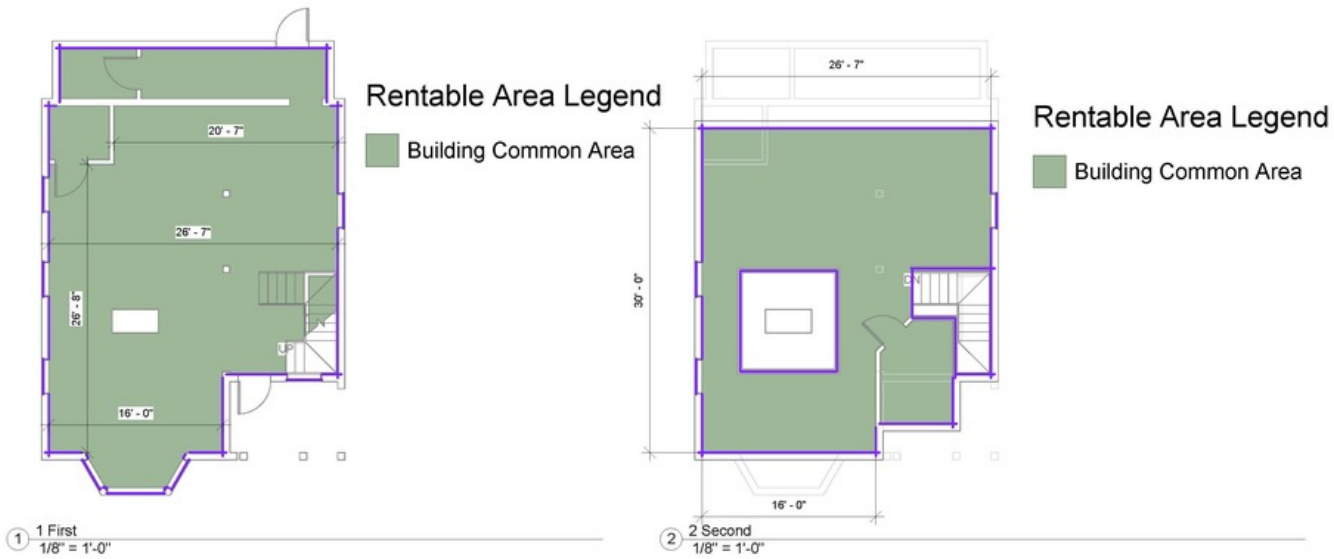 Rentable Area Legend
Building Common Area
20' - 7"
26' - 7"
26' - 8"
UP
16' - 0"
1
1 First
1/8" = 1'-0"
26' - 7"
Rentable Area Legend
Building Common Area
30' - 0"
DN
16' - 0"
2
2 Second
1/8" = 1'-0"